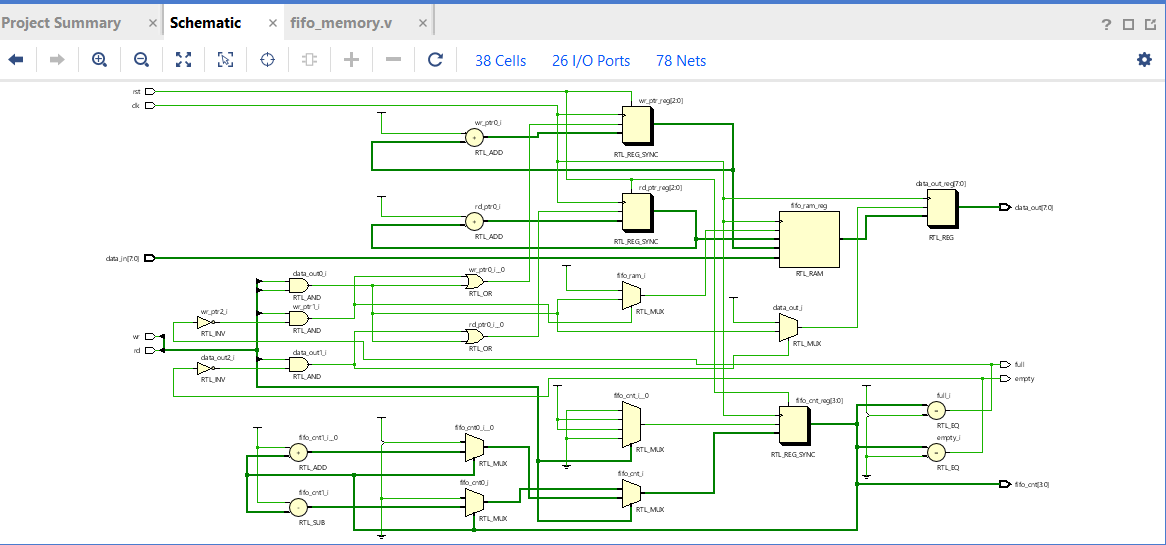 Project Summary
Schematic
fifo_memory.v
38 Cells
26 I/O Ports
78 Nets
rst
clk
wr_ptr_reg[2:0]
RTL_REG_SYNC
wr_ptr0_i
+
RTL_ADD
rd_ptr_reg[2:0]
RTL_REG_SYNC
rd_ptr0_i
+
RTL_ADD
data_out_reg[7:0]
RTL_REG
data_out[7:0]
fifo_ram_reg
RTL_RAM
data_in[7:0]
data_out0_i
RTL_AND
wr_ptr0_i__0
RTL_OR
fifo_ram_i
RTL_MUX
wr_ptr1_i
RTL_AND
wr_ptr2_i
RTL_INV
data_out_i
RTL_MUX
rd_ptr0_i__0
RTL_OR
wr
rd
data_out1_i
RTL_AND
data_out2_i
RTL_INV
full
empty
fifo_cnt_i__0
RTL_MUX
fifo_cnt_reg[3:0]
RTL_REG_SYNC
full_i
=
RTL_EQ
empty_i
=
RTL_EQ
fifo_cnt1_i__0
+
RTL_ADD
fifo_cnt0_i__0
RTL_MUX
fifo_cnt_i
RTL_MUX
fifo_cnt[3:0]
fifo_cnt1_i
-
RTL_SUB
fifo_cnt0_i
RTL_MUX